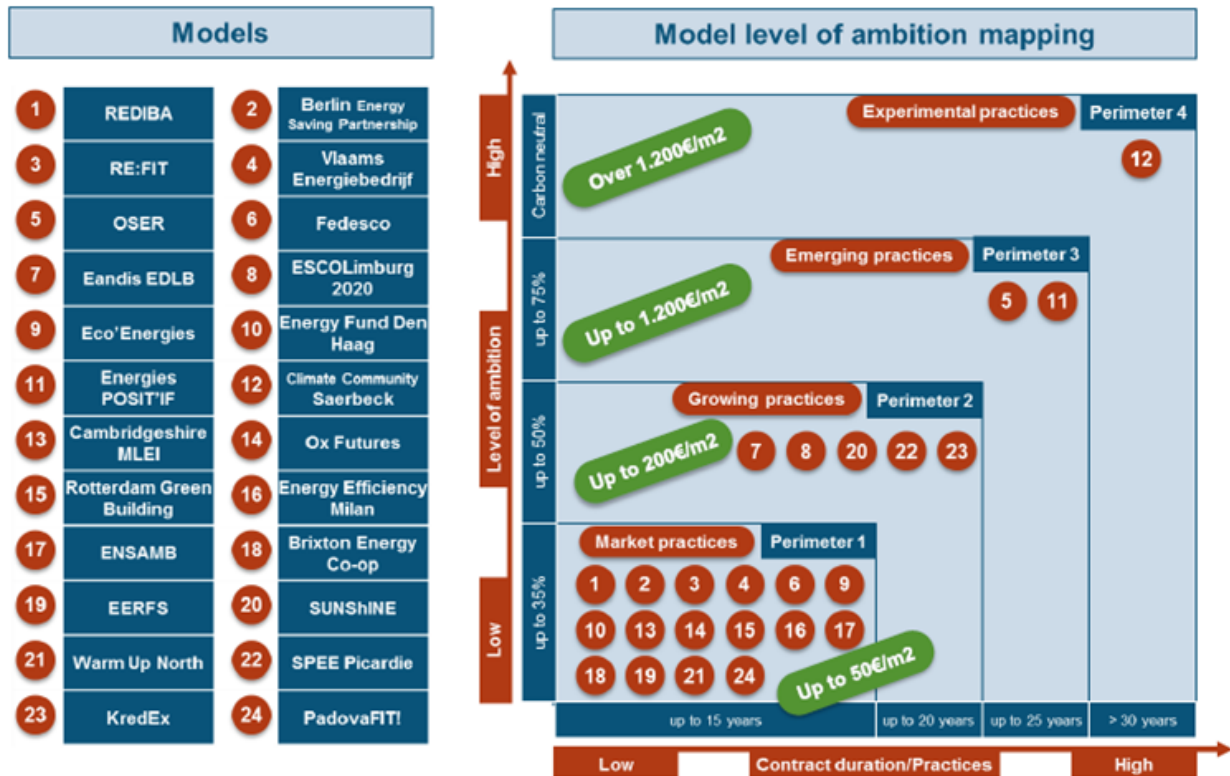 Models
1
REDIBA
2
Berlin Energy
Saving Partnership
3
RE:FIT
4
Vlaams
Energiebedrijf
5
OSER
6
Fedesco
7
Eandis EDLB
8
ESCOLimburg
2020
9
Eco'Energies
10
Energy Fund Den
Haag
11
Energies
POSIT'IF
12
Climate Community
Saerbeck
13
Cambridgeshire
MLEI
14
Ox Futures
15
Rotterdam Green
Building
16
Energy Efficiency
Milan
17
ENSAMB
18
Brixton Energy
Co-op
19
EERFS
20
SUNShINE
21
Warm Up North
22
SPEE Picardie
23
KredEx
24
PadovaFIT!
Model level of ambition mapping
High
Level of ambition
Low
Carbon neutral
Over 1.200€/m2
Experimental practices
Perimeter 4
12
up to 75%
Up to 1.200€/m2
Emerging practices
Perimeter 3
5 11
up to 50%
Up to 200€/m2
Growing practices
Perimeter 2
7 8 20 22 23
up to 35%
Market practices
Perimeter 1
1 2 3 4 6 9
10 13 14 15 16 17
18 19 21 24
Up to 50€/m2
up to 15 years
up to 20 years
up to 25 years
> 30 years
Low
Contract duration/Practices
High